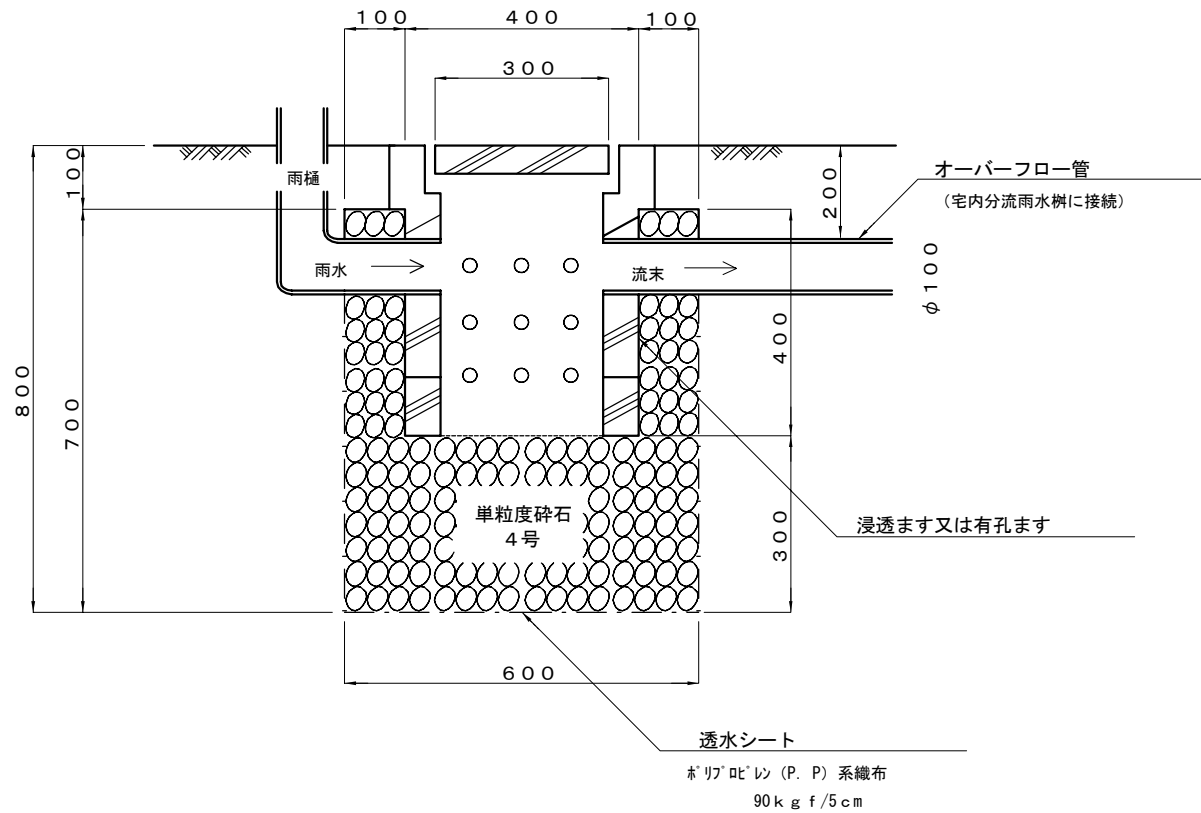 １００
４００
１００
３００
８００
１００
７００
雨樋
２００
オーバーフロー管
（宅内分流雨水桝に接続）
雨水
流末
φ１００
４００
単粒度砕石
４号
３００
浸透ます又は有孔ます
６００
透水シート
ﾎﾟﾘﾌﾟﾛﾋﾟﾚﾝ（P. P）系織布
90ｋｇｆ/5ｃｍ